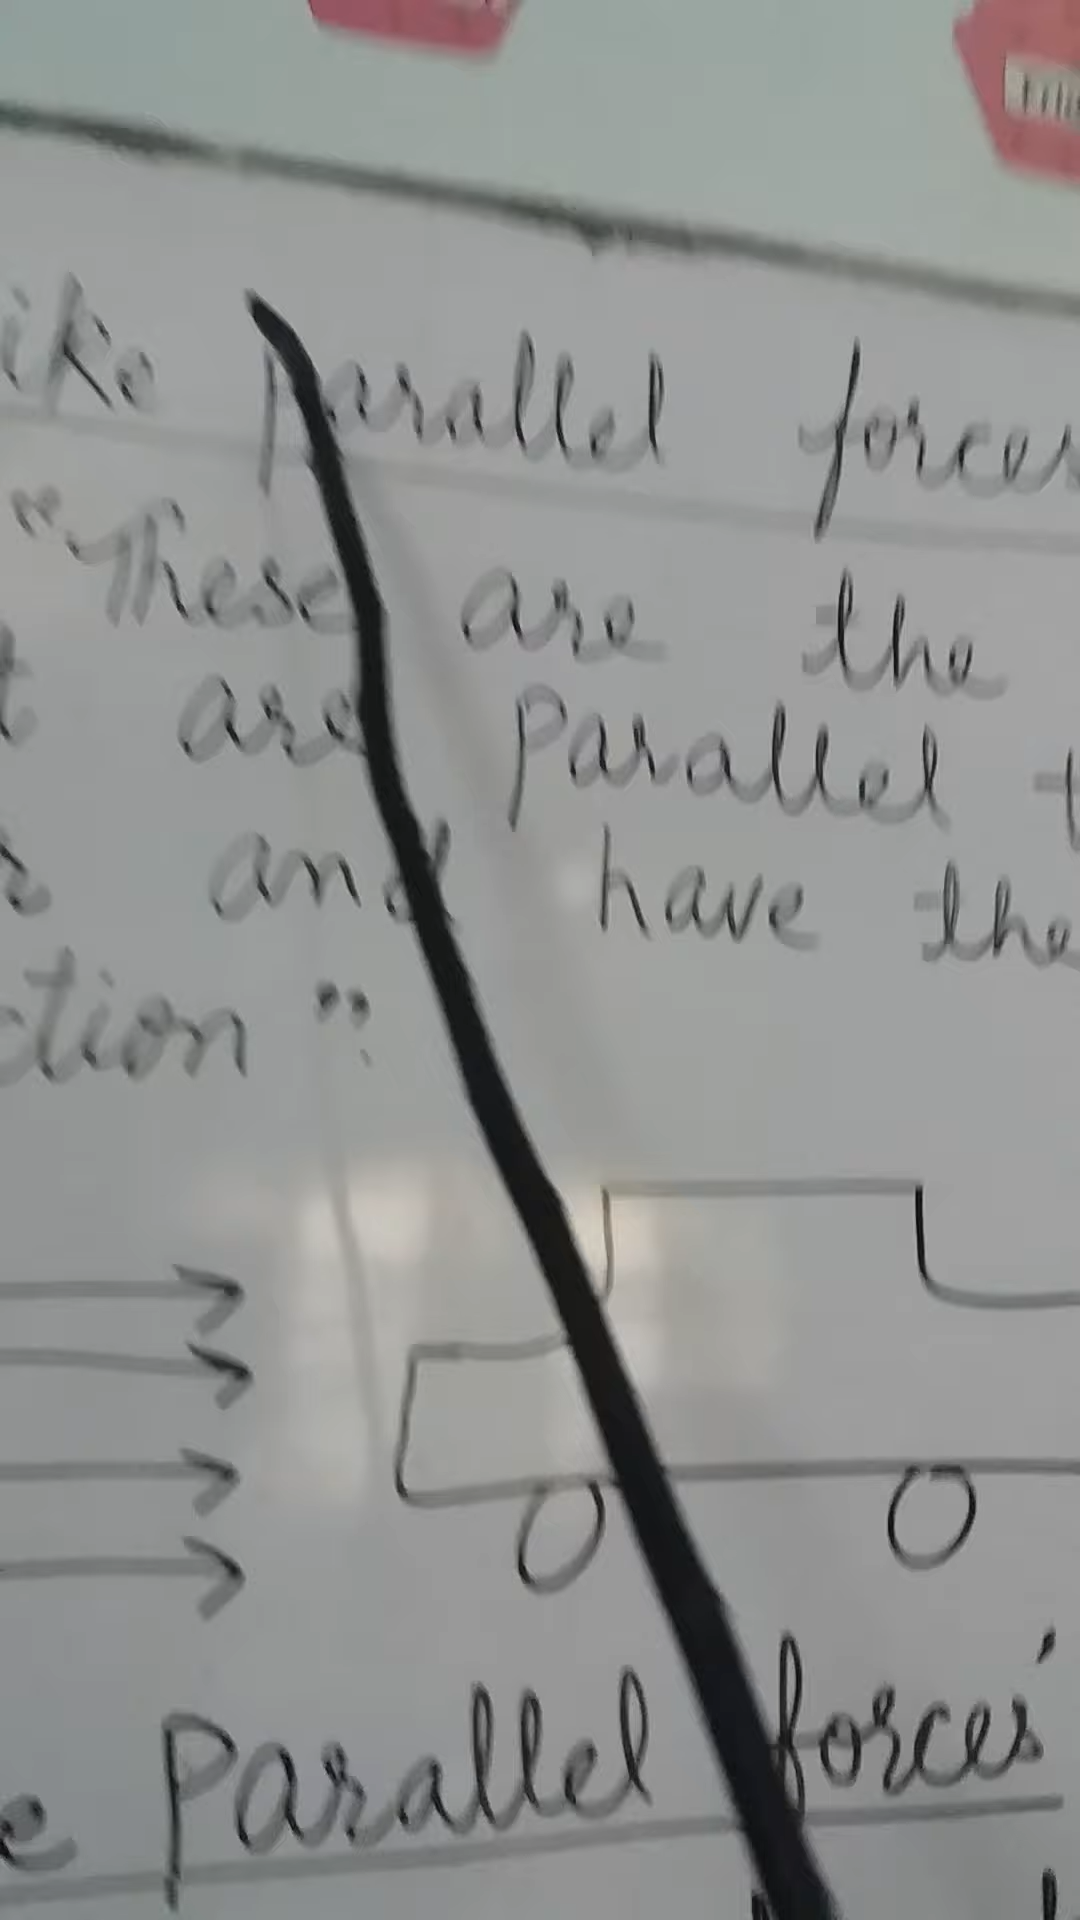 ike parallel forces
"These are the
t are parallel t
r and have the
ction":
e Parallel forces'